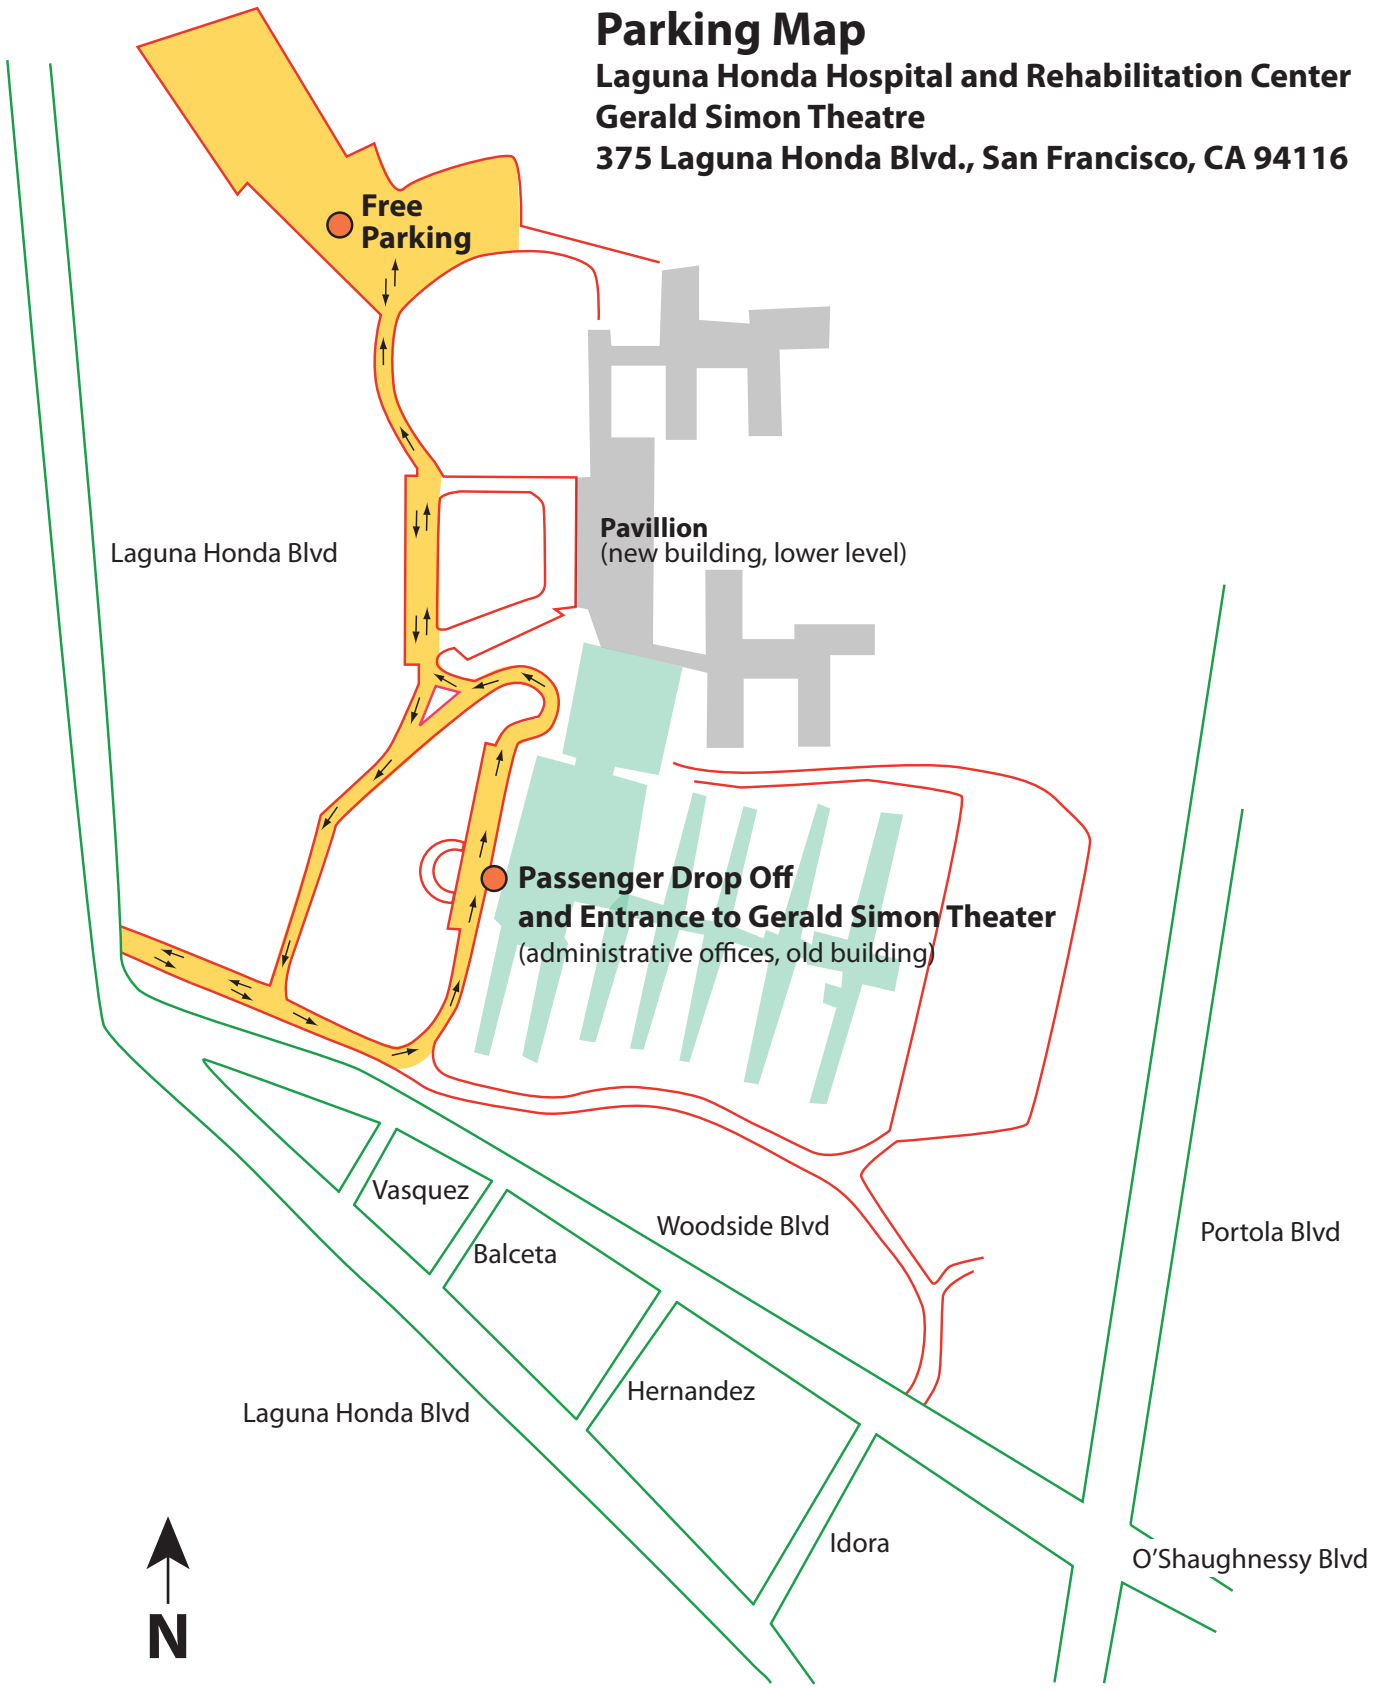 Parking Map
Laguna Honda Hospital and Rehabilitation Center
Gerald Simon Theatre
375 Laguna Honda Blvd., San Francisco, CA 94116
Free
Parking
Laguna Honda Blvd
Pavillion
(new building, lower level)
Passenger Drop Off
and Entrance to Gerald Simon Theater
(administrative offices, old building)
Vasquez
Woodside Blvd
Portola Blvd
Balceta
Hernandez
Laguna Honda Blvd
Idora
O'Shaughnessy Blvd
N